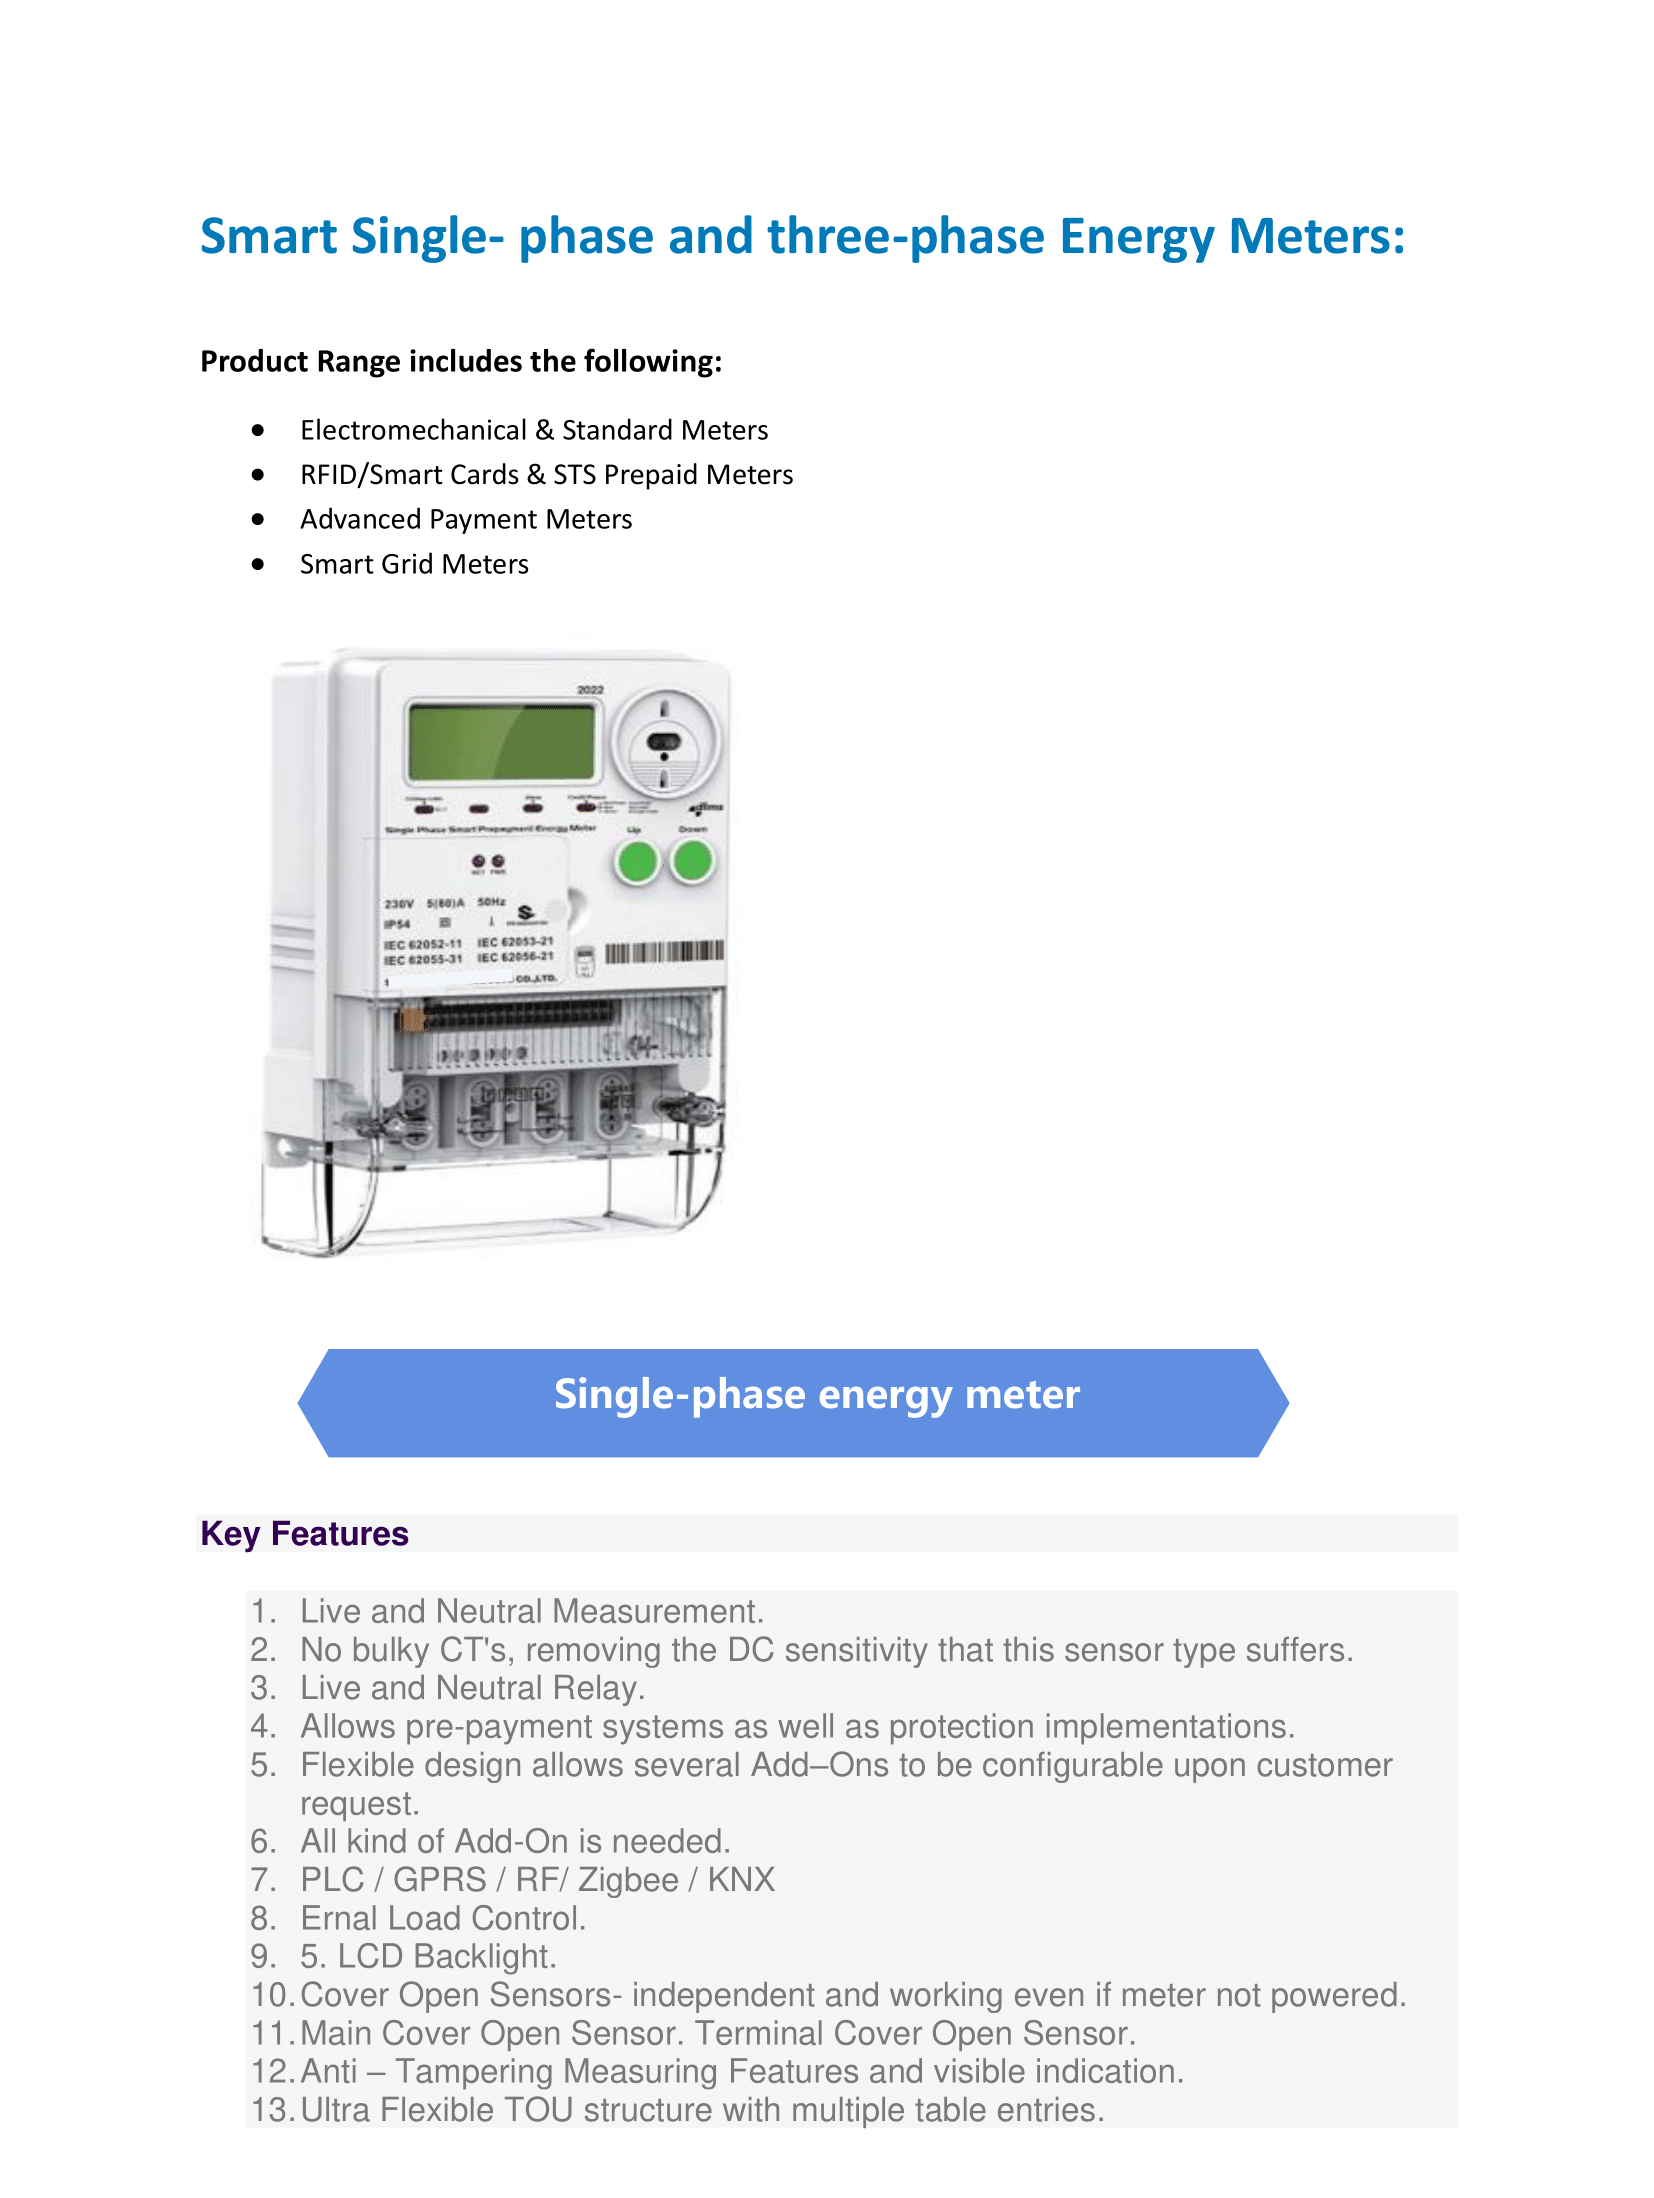 Smart Single- phase and three-phase Energy Meters:
Product Range includes the following:
• Electromechanical & Standard Meters
• RFID/Smart Cards & STS Prepaid Meters
• Advanced Payment Meters
• Smart Grid Meters
2022
Single Phase Smart Prepayment Energy Meter
Up Down
230V 5(60)A 50Hz
IP54
IEC 62052-11 IEC 62053-21
IEC 62055-31 IEC 62056-21
CO.,LTD.
Single-phase energy meter
Key Features
1. Live and Neutral Measurement.
2. No bulky CT's, removing the DC sensitivity that this sensor type suffers.
3. Live and Neutral Relay.
4. Allows pre-payment systems as well as protection implementations.
5. Flexible design allows several Add–Ons to be configurable upon customer
request.
6. All kind of Add-On is needed.
7. PLC / GPRS / RF/ Zigbee / KNX
8. Ernal Load Control.
9. 5. LCD Backlight.
10. Cover Open Sensors- independent and working even if meter not powered.
11. Main Cover Open Sensor. Terminal Cover Open Sensor.
12. Anti – Tampering Measuring Features and visible indication.
13. Ultra Flexible TOU structure with multiple table entries.